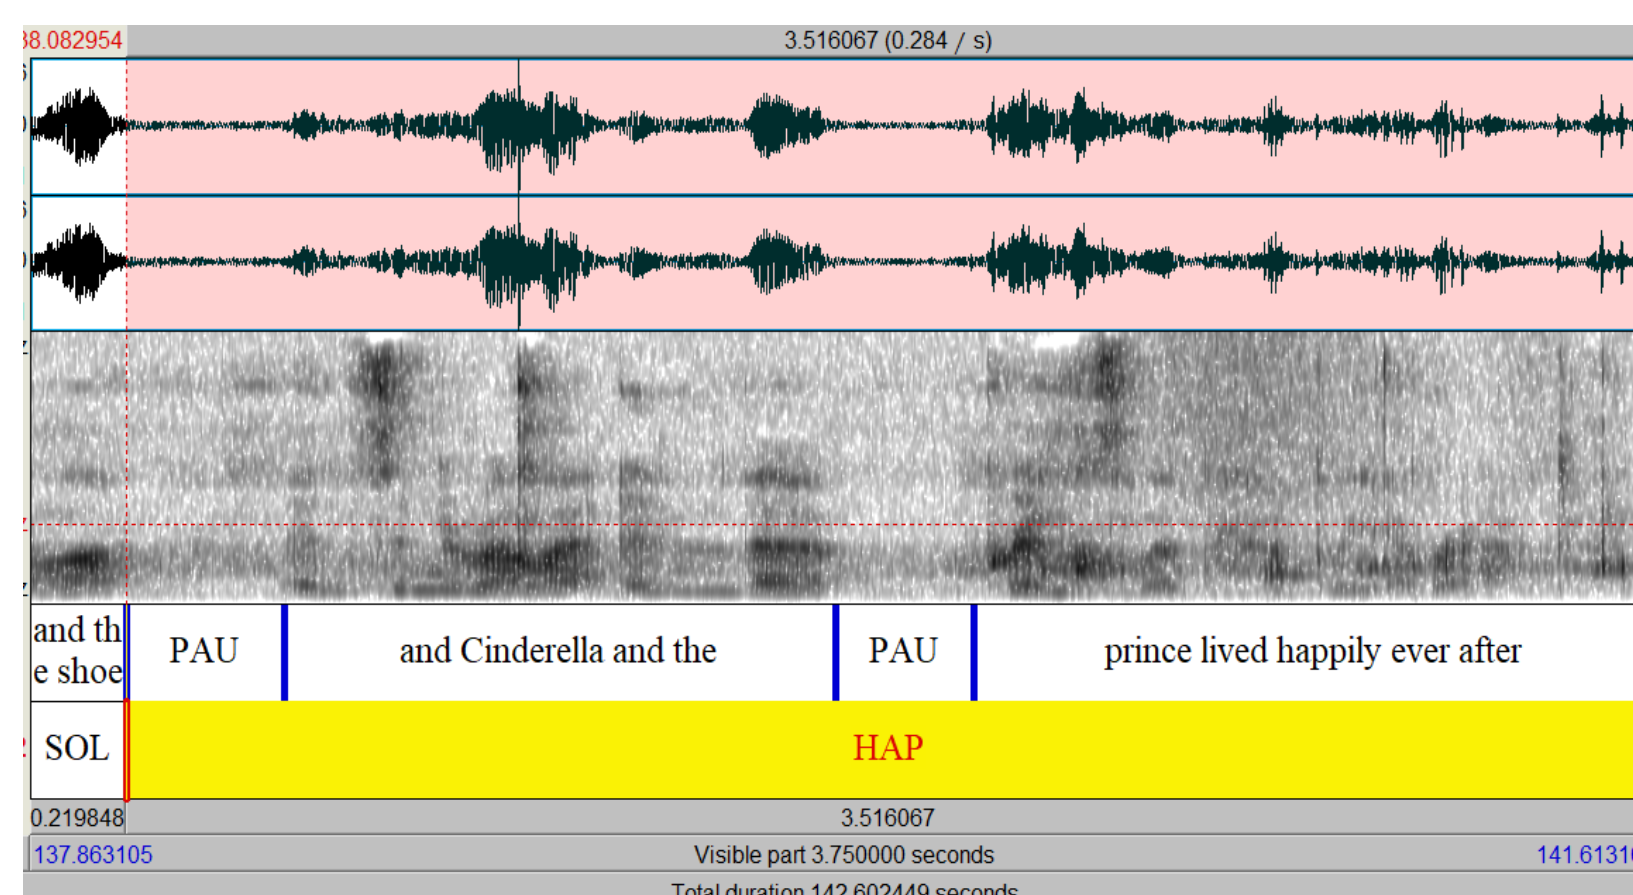 38.082954 3.516067 (0.284 / s)
and th
e shoe
PAU
and Cinderella and the
PAU
prince lived happily ever after
SOL
HAP
0.219848 3.516067
137.863105 Visible part 3.750000 seconds 141.61310
Total duration 142.602449 seconds